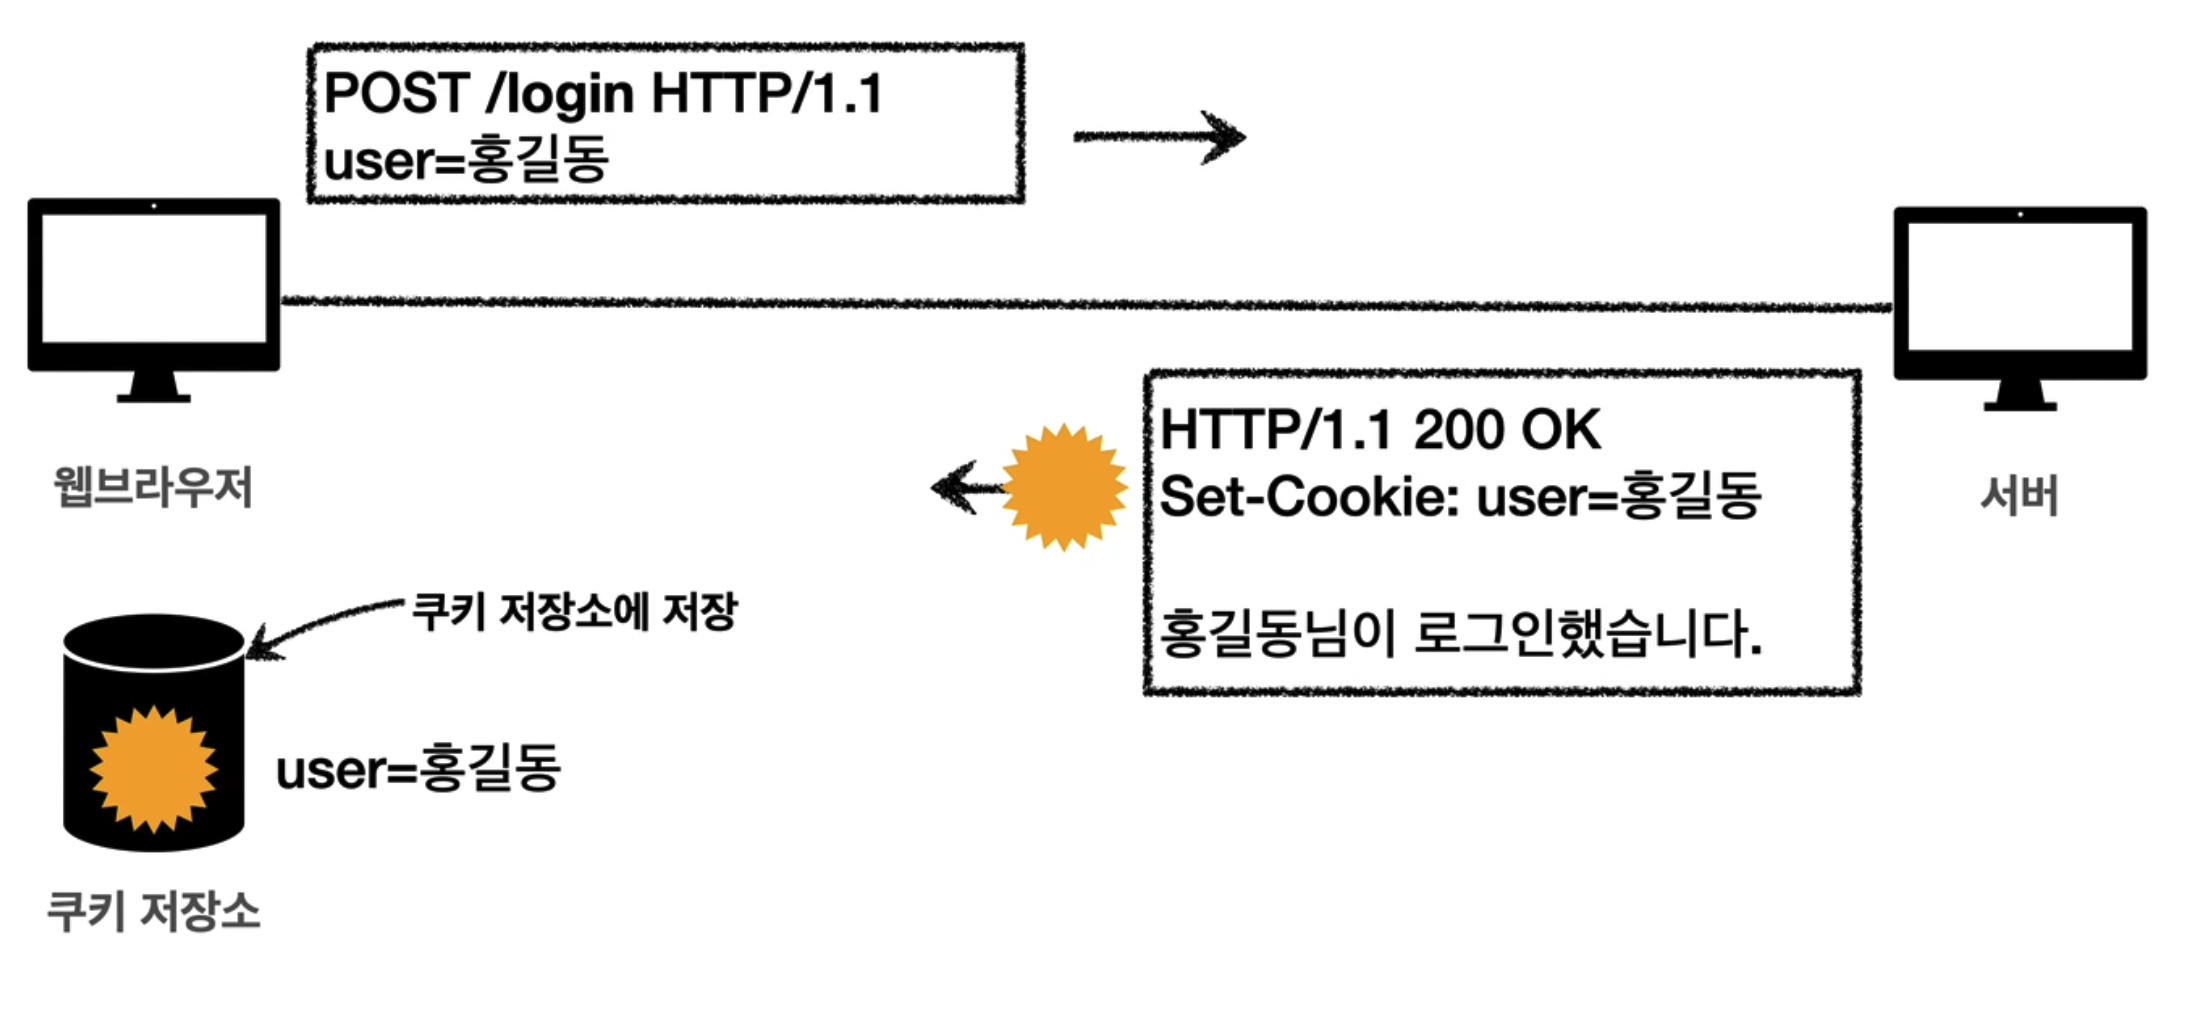 POST /login HTTP/1.1
user=홍길동
웹브라우저
HTTP/1.1 200 OK
Set-Cookie: user=홍길동
홍길동님이 로그인했습니다.
서버
쿠키 저장소에 저장
user=홍길동
쿠키 저장소